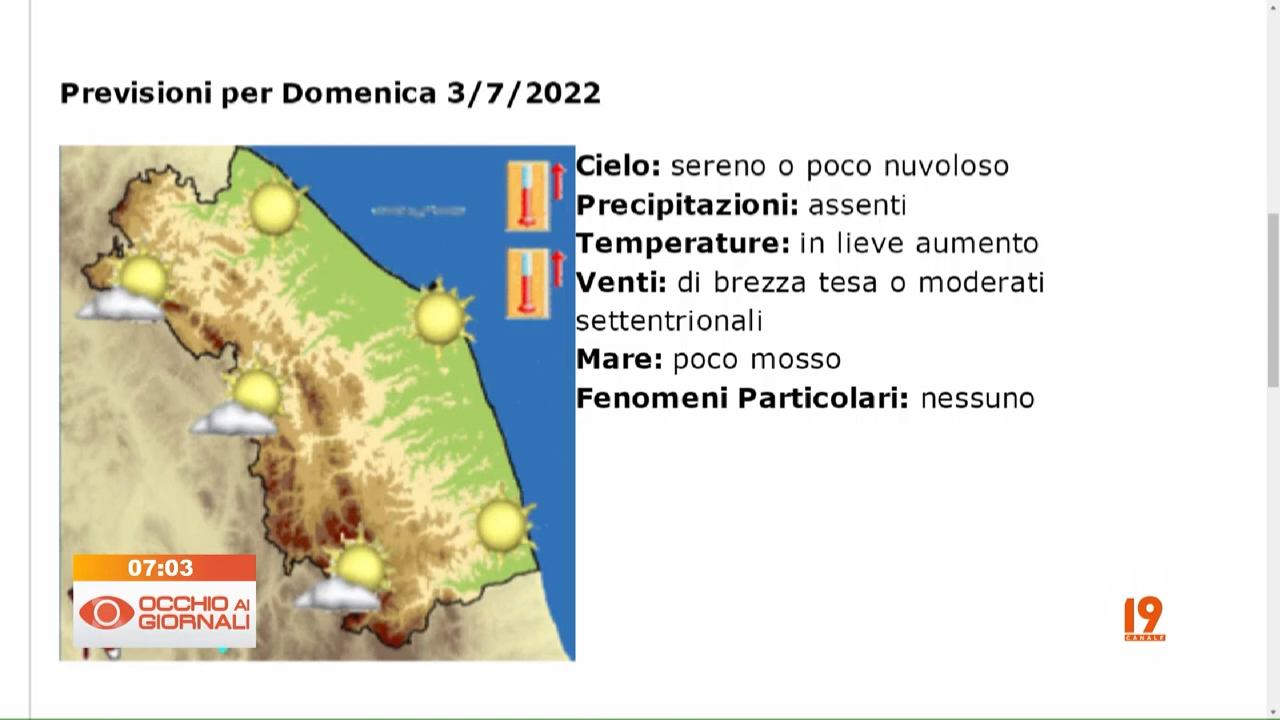 Previsioni per Domenica 3/7/2022
Cielo: sereno o poco nuvoloso
Precipitazioni: assenti
Temperature: in lieve aumento
Venti: di brezza tesa o moderati
settentrionali
Mare: poco mosso
Fenomeni Particolari: nessuno
07:03
OCCHIO AI
GIORNALI
19
CANALE